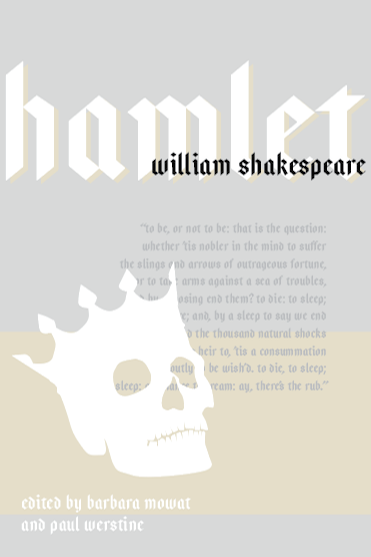 hamlet
william shakespeare
"to be, or not to be: that is the question:
whether 'tis nobler in the mind to suffer
the slings and arrows of outrageous fortune,
to arms against a sea of troubles,
end them? to die: to sleep;
and, by a sleep to say we end
the thousand natural shocks
heir to, 'tis a consummation
be wish'd. to die, to sleep;
sleep: ay, there's the rub."
edited by barbara mowat
and paul werstine